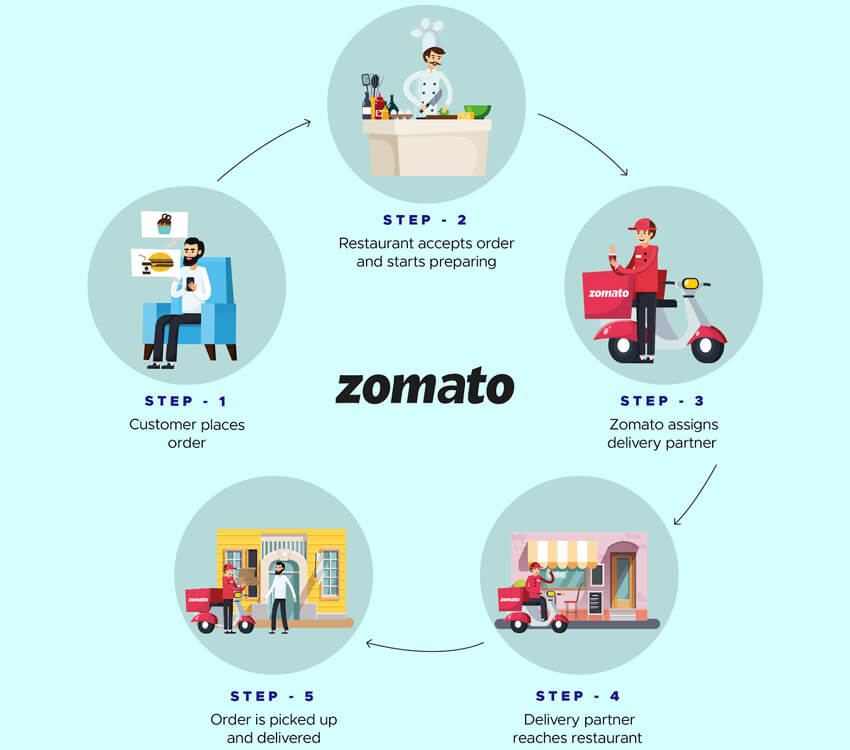 STEP - 1
Customer places
order
STEP - 2
Restaurant accepts order
and starts preparing
zomato
STEP - 3
Zomato assigns
delivery partner
zomato
zomato
STEP - 4
Delivery partner
reaches restaurant
zomato
STEP - 5
Order is picked up
and delivered